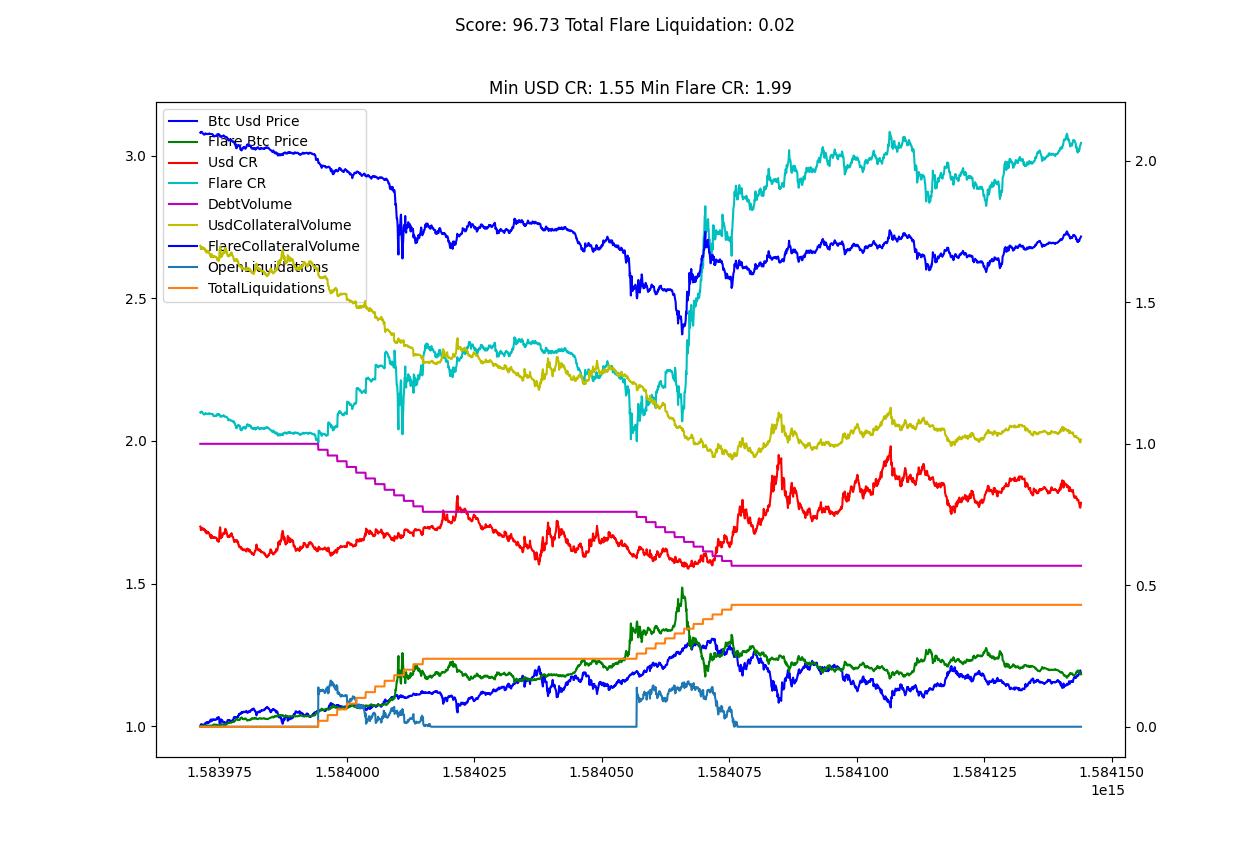 Score: 96.73 Total Flare Liquidation: 0.02
Min USD CR: 1.55 Min Flare CR: 1.99
Btc Usd Price
Flare Btc Price
Usd CR
Flare CR
DebtVolume
UsdCollateralVolume
FlareCollateralVolume
OpenLiquidations
TotalLiquidations
3.0
2.5
2.0
1.5
1.0
2.0
1.5
1.0
0.5
0.0
1.583975 1.584000 1.584025 1.584050 1.584075 1.584100 1.584125 1.584150
1e15